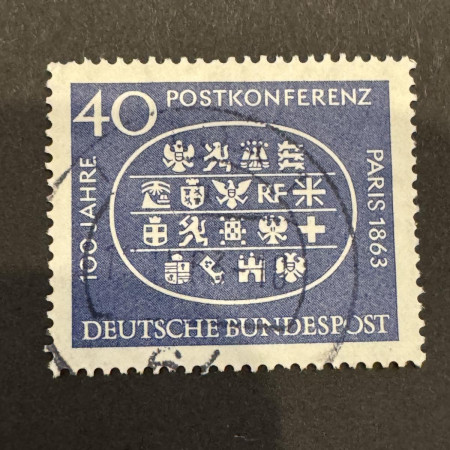 40 POSTKONFERENZ
100 JAHRE
PARIS 1863
RF
DEUTSCHE BUNDESPOST